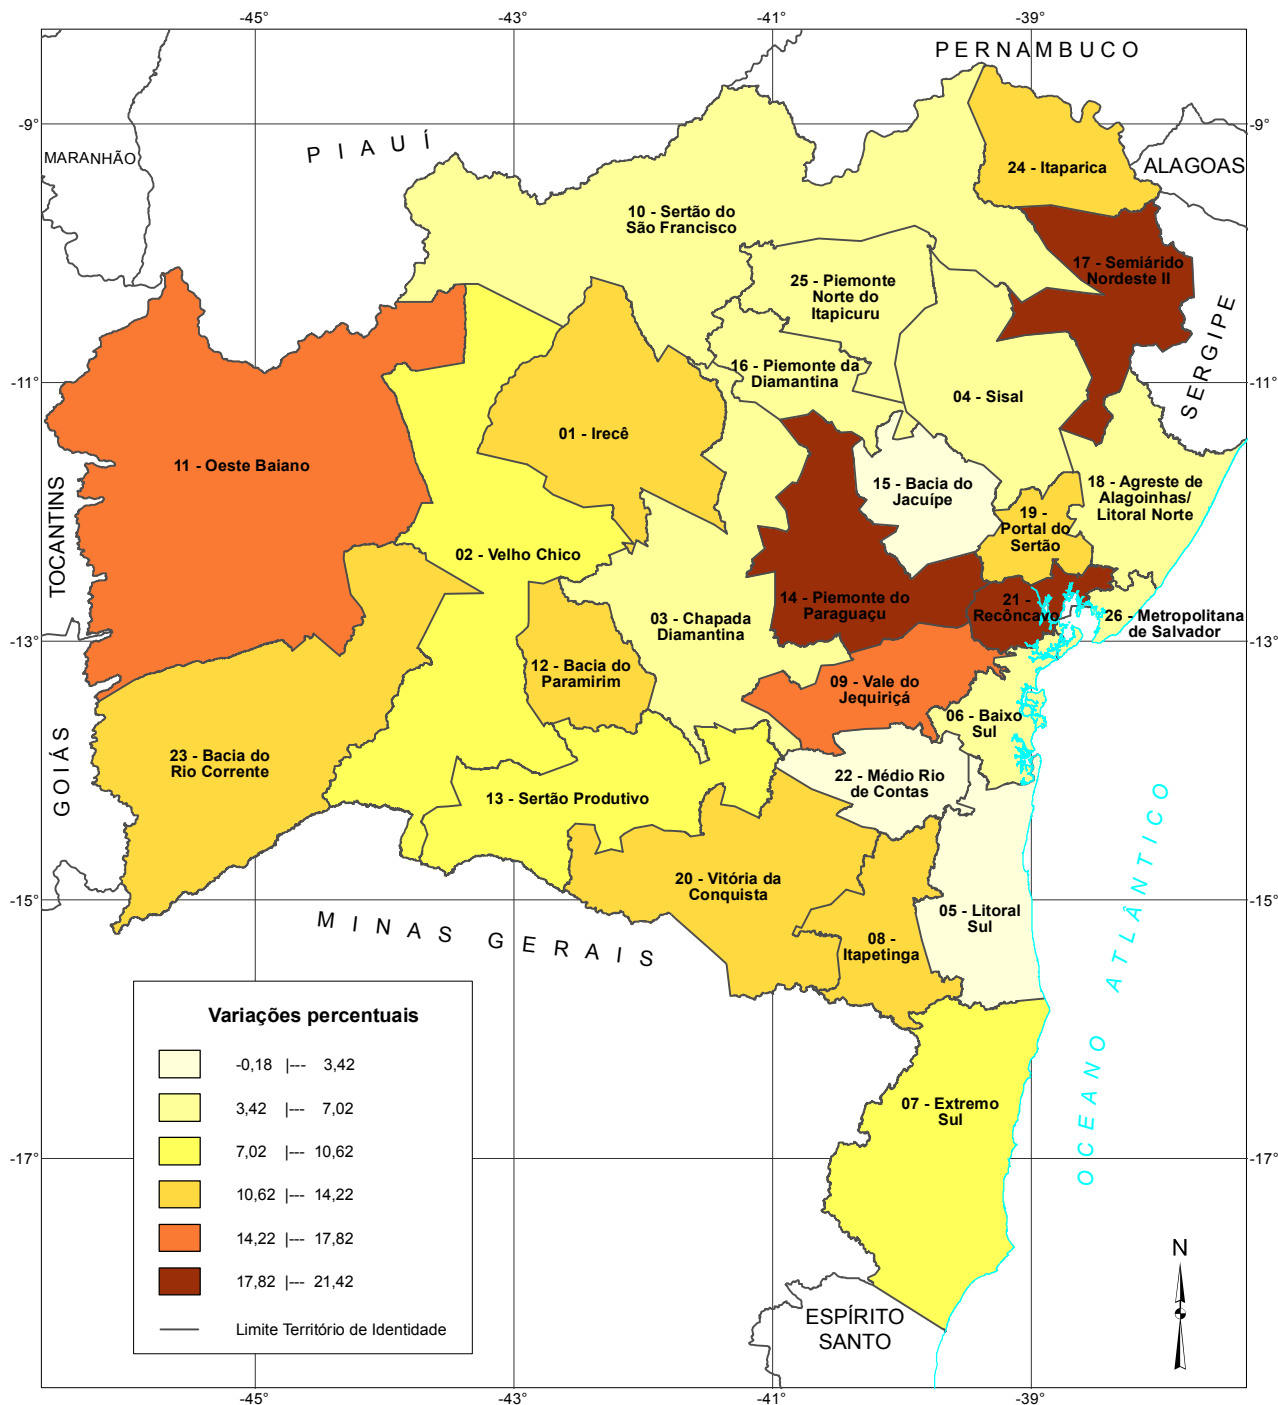 -45°
-43°
-41°
-39°
PERNAMBUCO
-9°
-9°
PIAUÍ
MARANHÃO
ALAGOAS
24 - Itaparica
10 - Sertão do
São Francisco
17 - Semiárido
Nordeste II
25 - Piemonte
Norte do
Itapicuru
SERGIPE
16 - Piemonte da
Diamantina
-11°
-11°
04 - Sisal
01 - Irecê
11 - Oeste Baiano
15 - Bacia do
Jacuípe
18 - Agreste de
Alagoinhas/
Litoral Norte
19 -
Portal do
Sertão
TOCANTINS
02 - Velho Chico
14 - Piemonte do
Paraguaçu
21 -
Recôncavo
03 - Chapada
Diamantina
26 - Metropolitana
de Salvador
-13°
-13°
12 - Bacia do
Paramirim
09 - Vale do
Jequiriçá
06 - Baixo
Sul
GOIÁS
23 - Bacia do
Rio Corrente
22 - Médio Rio
de Contas
13 - Sertão Produtivo
OCEANO ATLÂNTICO
20 - Vitória da
Conquista
-15°
-15°
05 - Litoral
Sul
08 -
Itapetinga
MINAS GERAIS
Variações percentuais
-0,18 |--- 3,42
3,42 |--- 7,02
7,02 |--- 10,62
10,62 |--- 14,22
14,22 |--- 17,82
17,82 |--- 21,42
Limite Território de Identidade
07 - Extremo
Sul
-17°
-17°
N
ESPÍRITO
SANTO
-45°
-43°
-41°
-39°